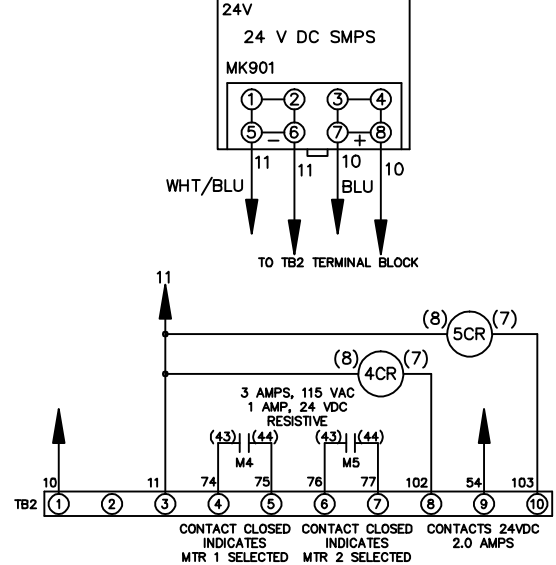 24V
24 V DC SMPS
MK901
1 2 3 4
5 − 6 7 + 8
11 11 10 10
WHT/BLU BLU
TO TB2 TERMINAL BLOCK
11
(8) 5CR (7)
(8) 4CR (7)
3 AMPS, 115 VAC
1 AMP, 24 VDC
RESISTIVE
(43) (44) (43) (44)
M4 M5
10 11 74 75 76 77 102 54 103
TB2 1 2 3 4 5 6 7 8 9 10
CONTACT CLOSED CONTACT CLOSED CONTACTS 24VDC
INDICATES INDICATES 2.0 AMPS
MTR 1 SELECTED MTR 2 SELECTED